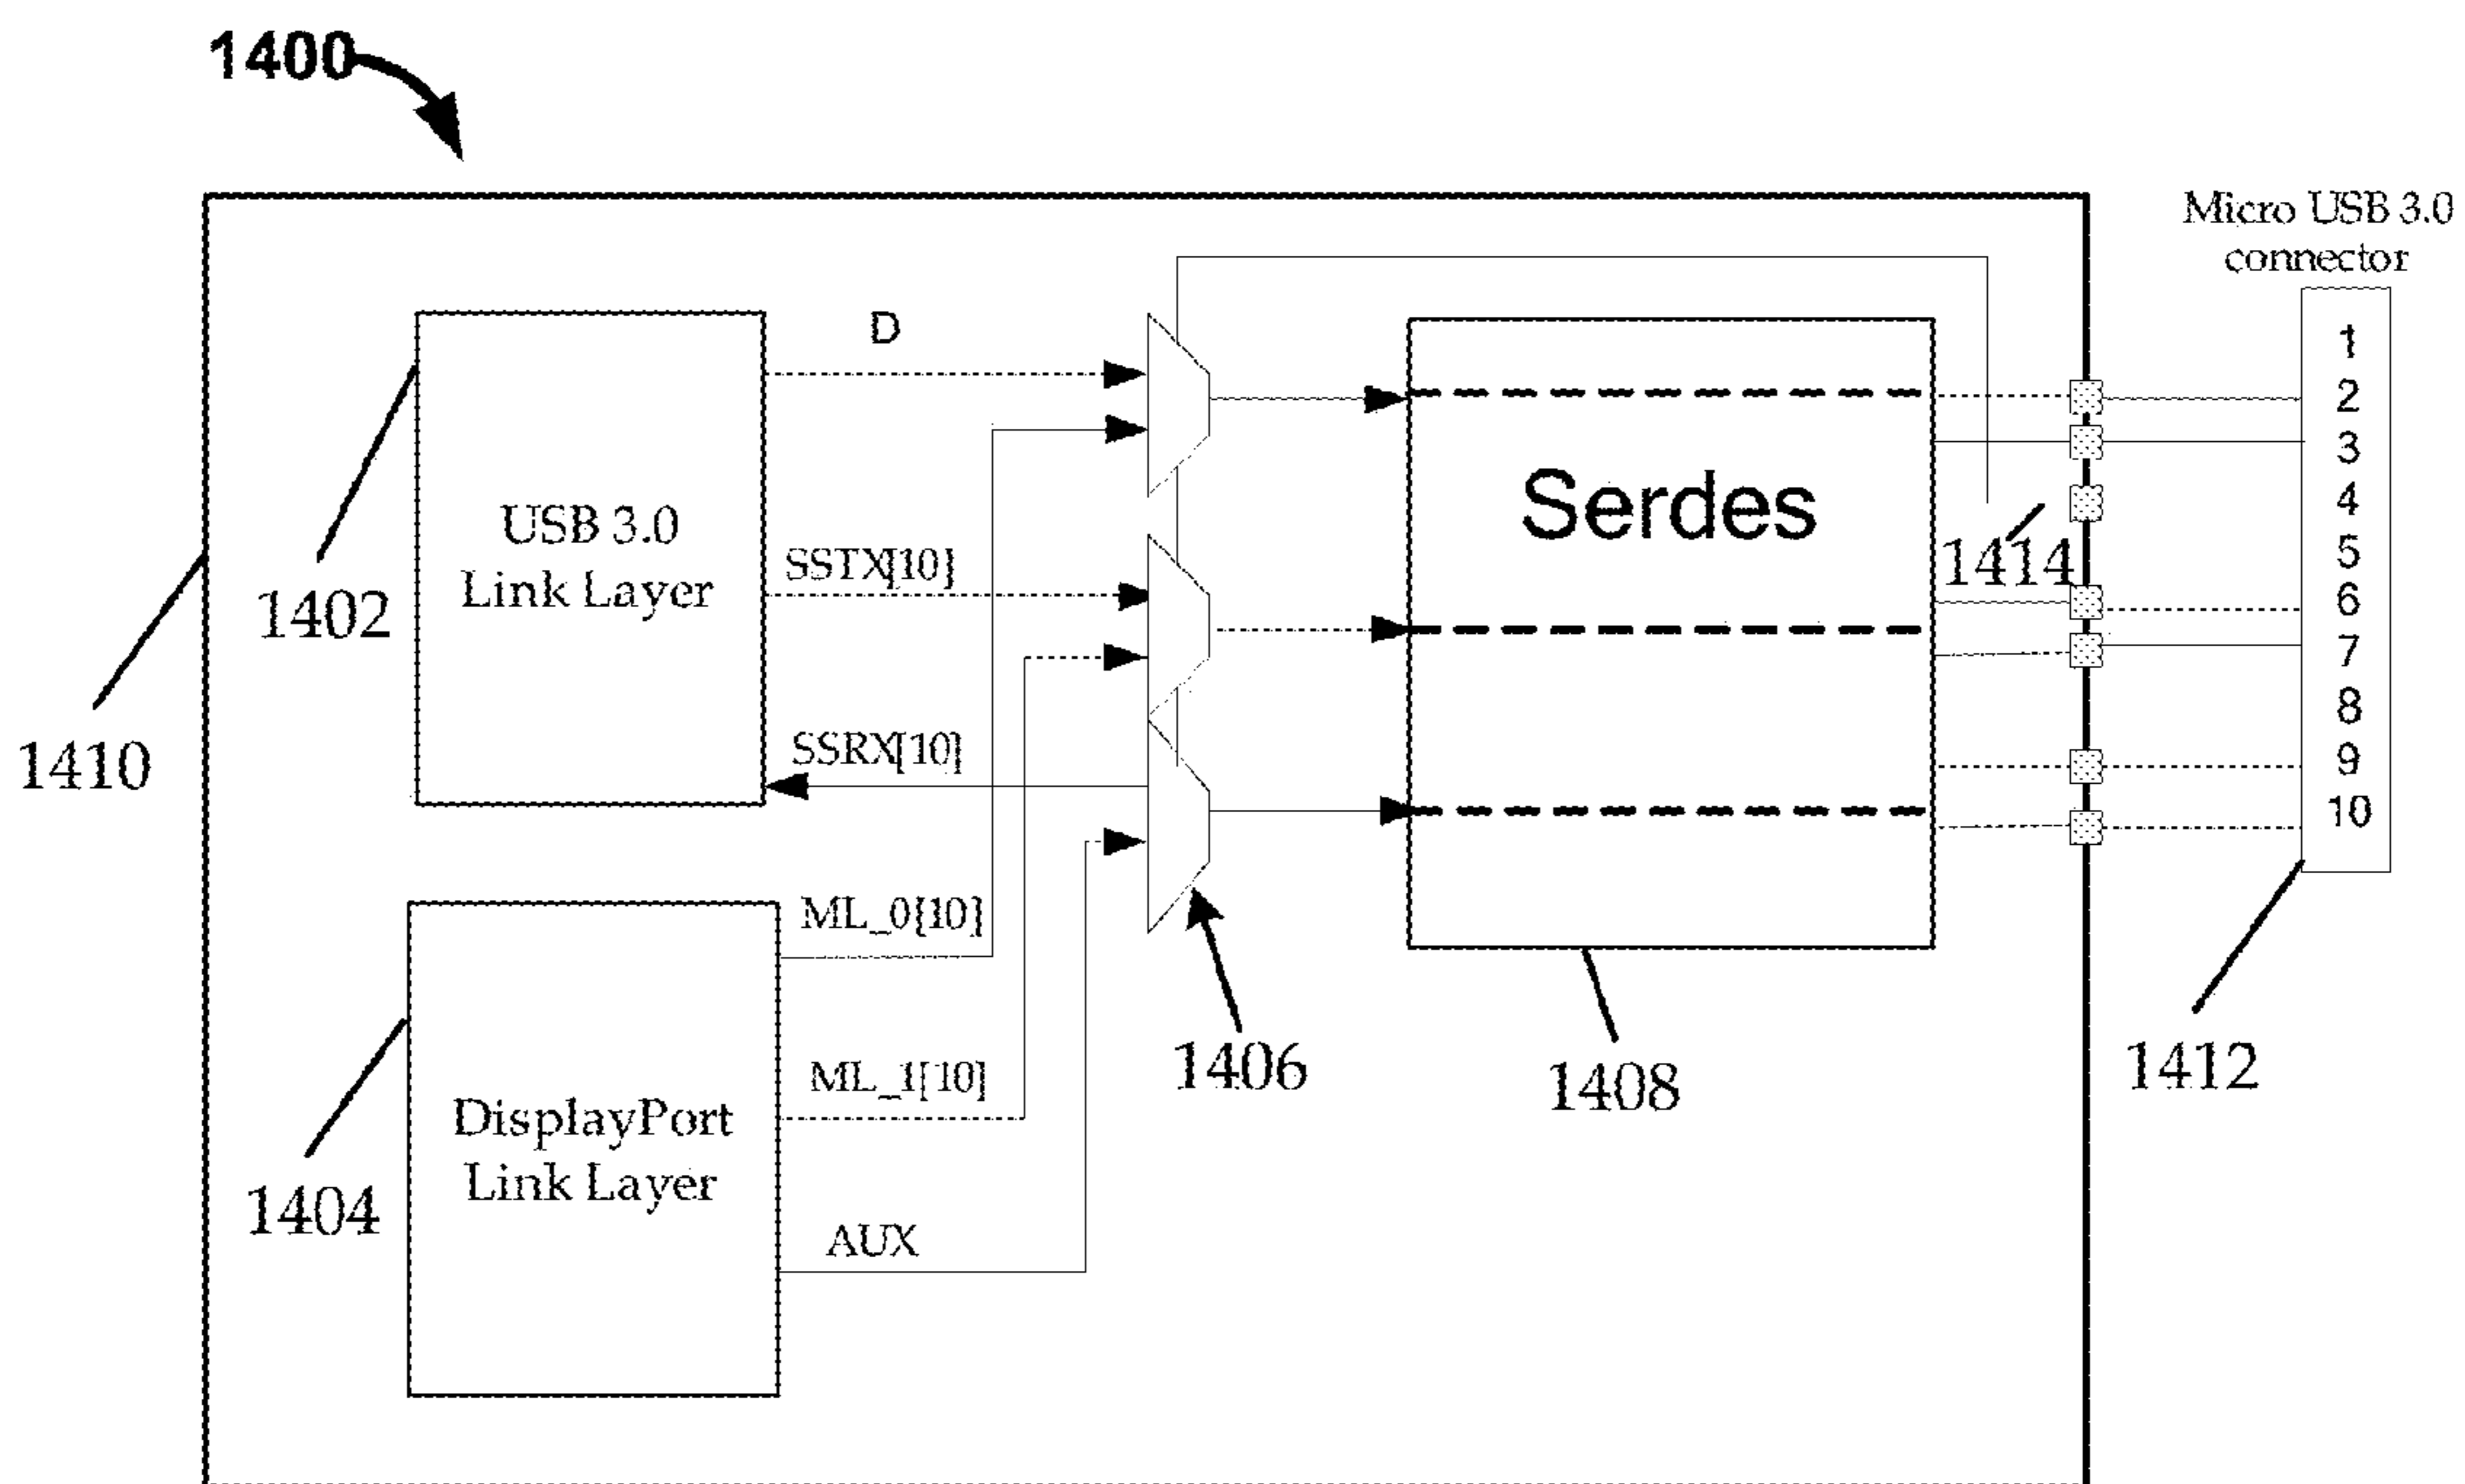 1400
Micro USB 3.0
connector
D
1
2
3
4
5
6
7
8
9
10
USB 3.0
Link Layer
Serdes
SSTX[10]
1414
1402
SSRX[10]
1410
ML_0[10]
1406
1408
1412
ML_1[10]
DisplayPort
Link Layer
1404
AUX